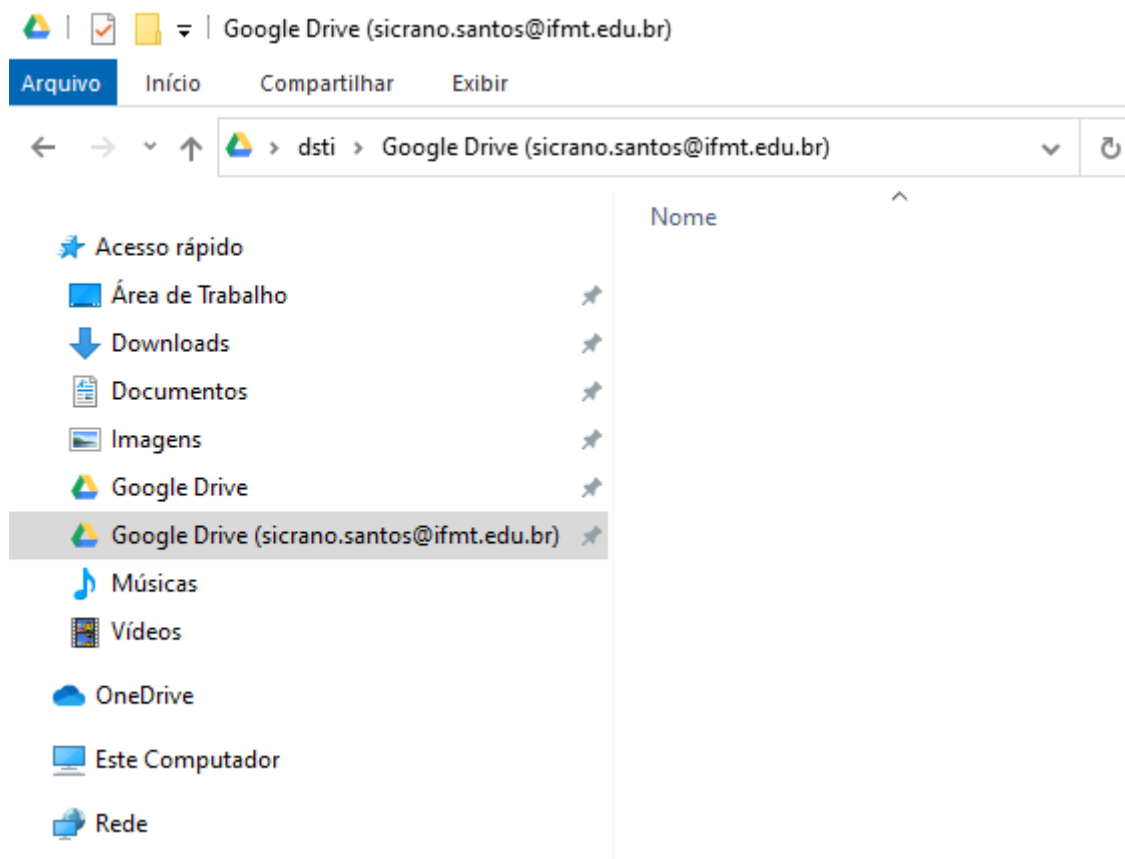 Google Drive (sicrano.santos@ifmt.edu.br)
Arquivo Início Compartilhar Exibir
dsti > Google Drive (sicrano.santos@ifmt.edu.br)
Nome
Acesso rápido
Área de Trabalho
Downloads
Documentos
Imagens
Google Drive
Google Drive (sicrano.santos@ifmt.edu.br)
Músicas
Vídeos
OneDrive
Este Computador
Rede